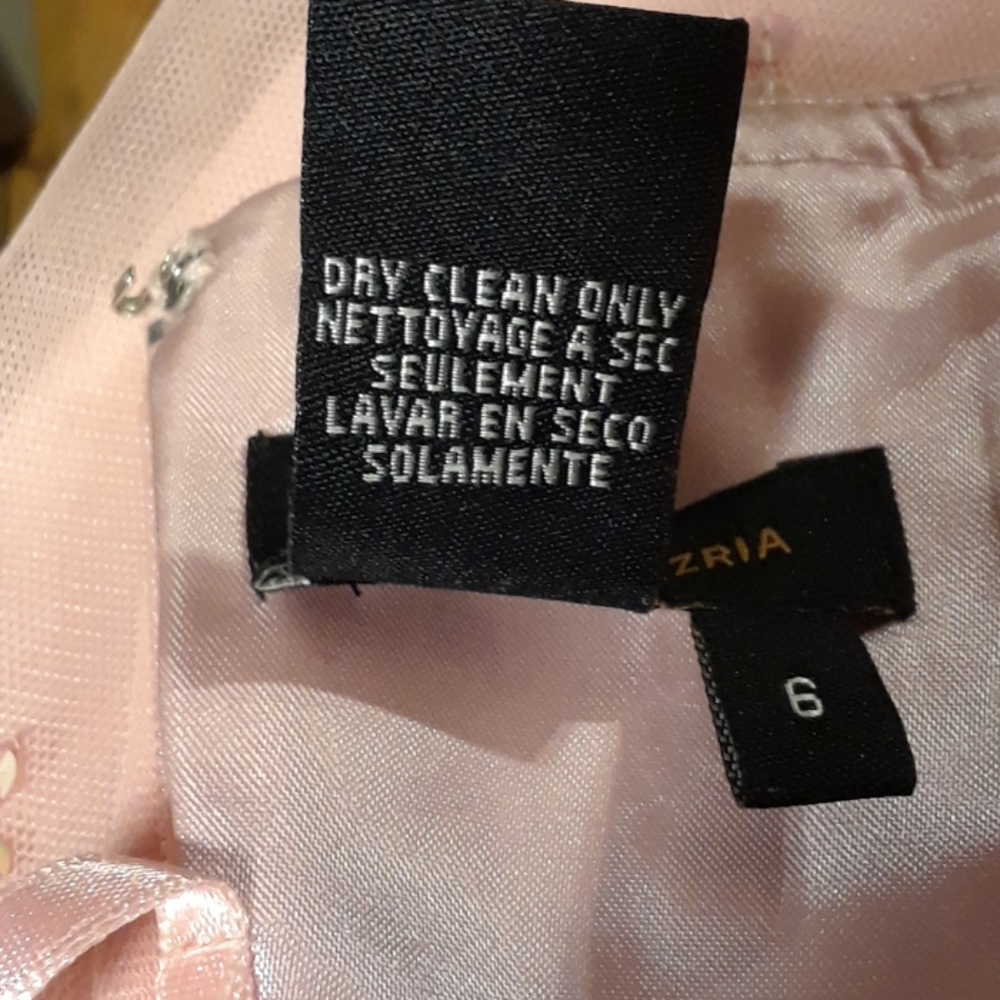 DRY CLEAN ONLY
NETTOYAGE A SEC
SEULEMENT
LAVAR EN SECO
SOLAMENTE
ZRIA
6